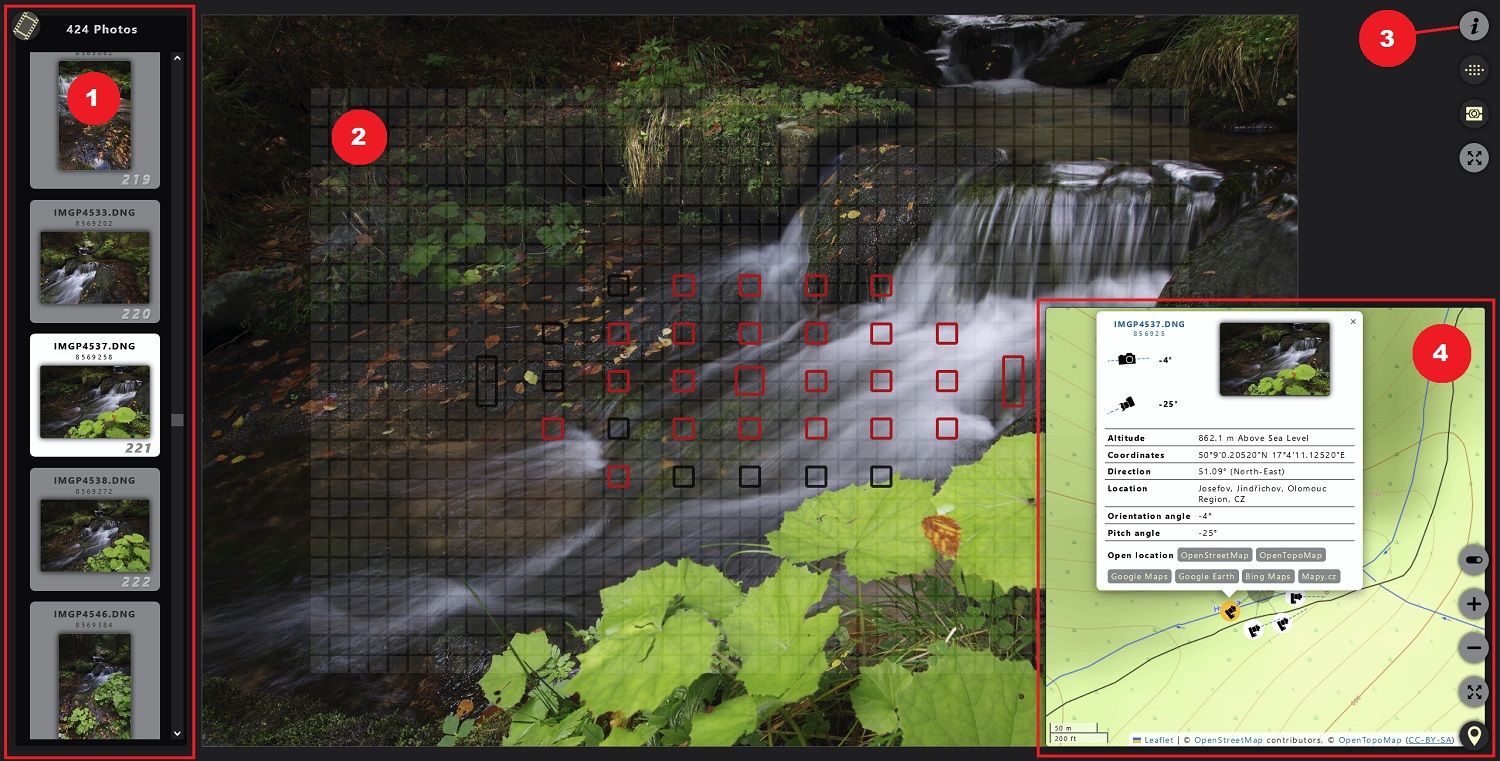 424 Photos
8569062
1
219
IMGP4533.DNG
8569202
220
IMGP4537.DNG
8569258
221
IMGP4538.DNG
8569272
222
IMGP4546.DNG
8569384
2
3
i
4
IMGP4537.DNG
856925
×
-4°
-25°
Altitude 862.1 m Above Sea Level
Coordinates 50°9'0.20520"N 17°4'11.12520"E
Direction 51.09° (North-East)
Location Josefov, Jindřichov, Olomouc
Region, CZ
Orientation angle -4°
Pitch angle -25°
Open location OpenStreetMap OpenTopoMap
Google Maps Google Earth Bing Maps Mapy.cz
50 m
200 ft
Leaflet | © OpenStreetMap contributors, © OpenTopoMap (CC-BY-SA)